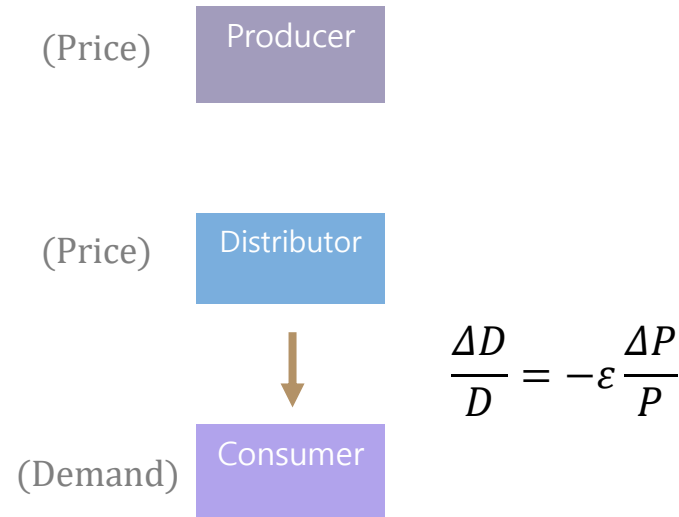 (Price) Producer
(Price) Distributor
ΔD/D = −ε ΔP/P
(Demand) Consumer